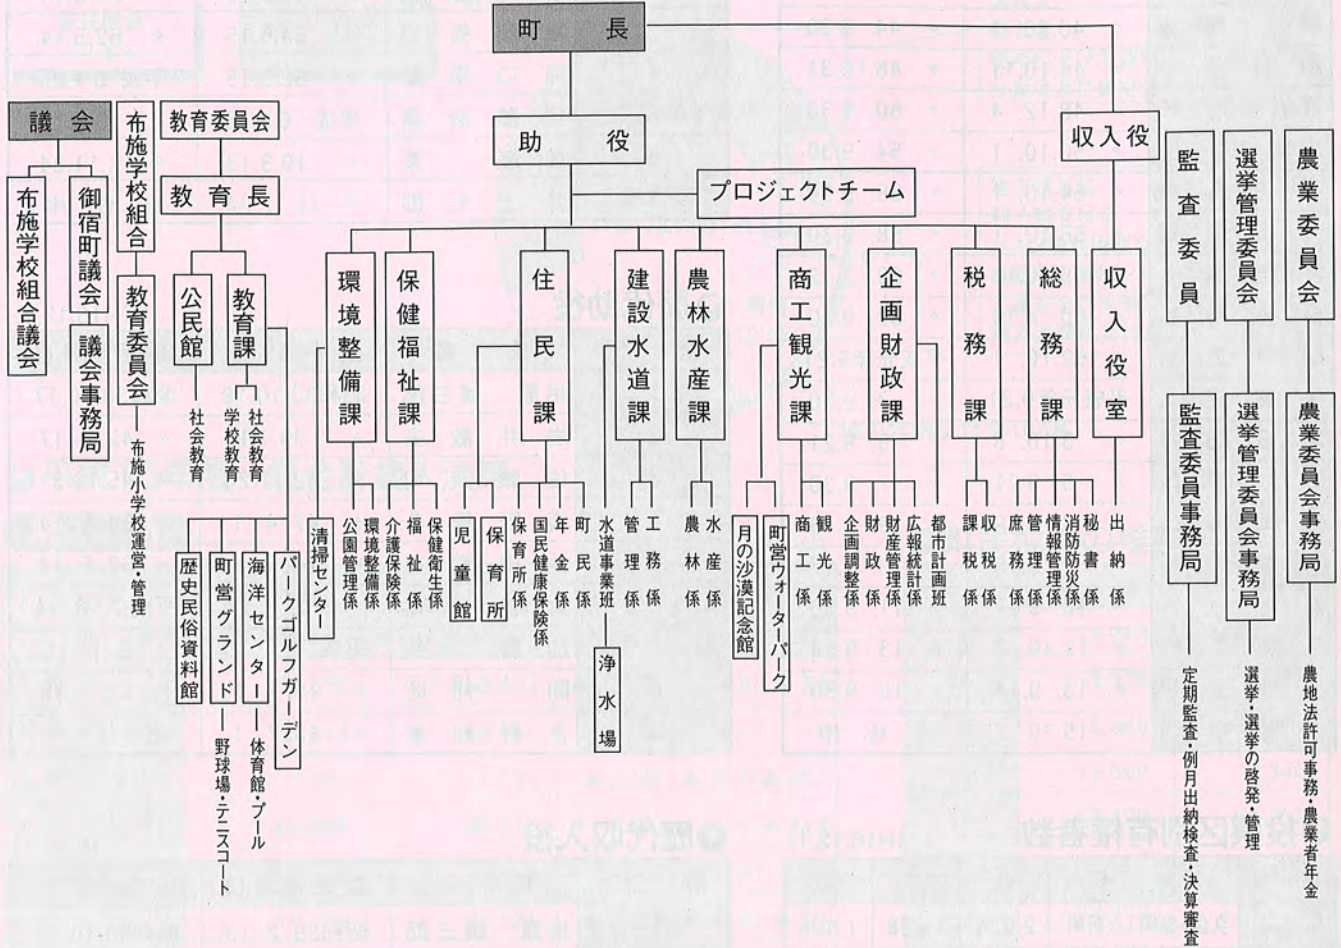 町長
助役
収入役
プロジェクトチーム
議会
御宿町議会
布施学校組合議会
議会事務局
布施学校組合
教育委員会
布施小学校運営・管理
教育委員会
教育長
教育課
公民館
社会教育
学校教育
社会教育
パークゴルフガーデン
海洋センター
体育館・プール
町営グランド
野球場・テニスコート
歴史民俗資料館
環境整備課
環境整備係
公園管理係
清掃センター
保健福祉課
保健衛生係
福祉係
介護保険係
住民課
町民係
年金係
国民健康保険係
保育所係
保育所
児童館
建設水道課
工務係
管理係
水道事業班
浄水場
農林水産課
水産係
農林係
商工観光課
観光係
商工係
町営ウォーターパーク
月の沙漠記念館
企画財政課
都市計画班
広報統計係
財産管理係
財政係
企画調整係
税務課
収税係
課税係
総務課
秘書係
消防防災係
情報管理係
管理係
庶務係
収入役室
出納係
監査委員
監査委員事務局
定期監査・例月出納検査・決算審査
選挙管理委員会
選挙管理委員会事務局
選挙・選挙の啓発・管理
農業委員会
農業委員会事務局
農地法許可事務・農業者年金